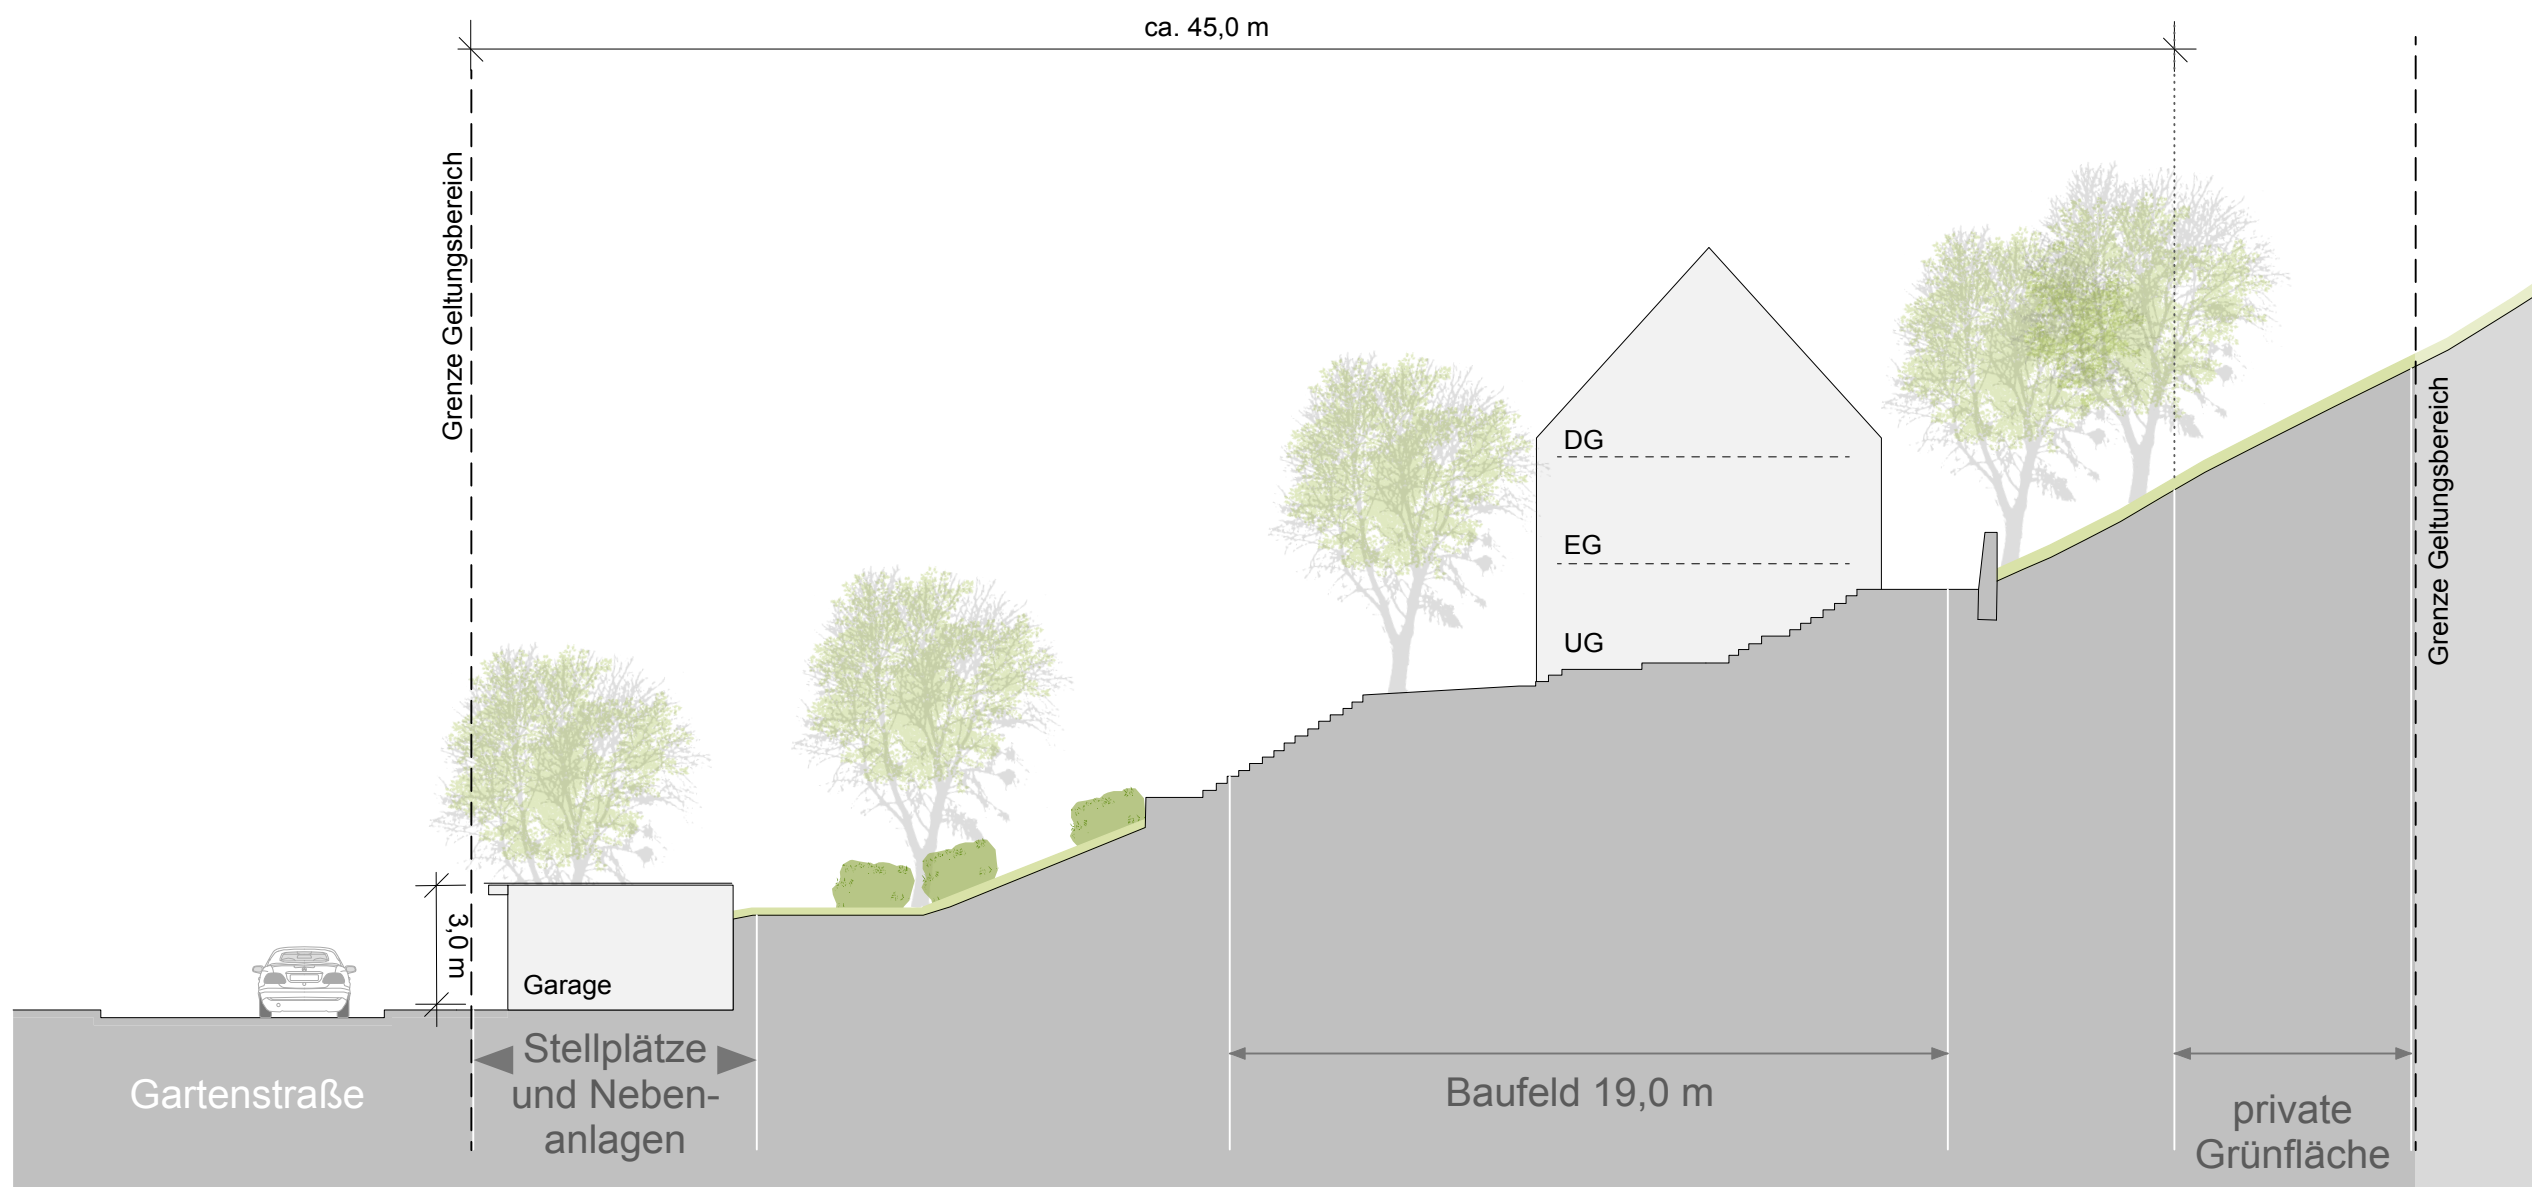 ca. 45,0 m
Grenze Geltungsbereich
DG
EG
UG
Grenze Geltungsbereich
3,0 m
Garage
Stellplätze
und Neben-
anlagen
Gartenstraße
Baufeld 19,0 m
private
Grünfläche